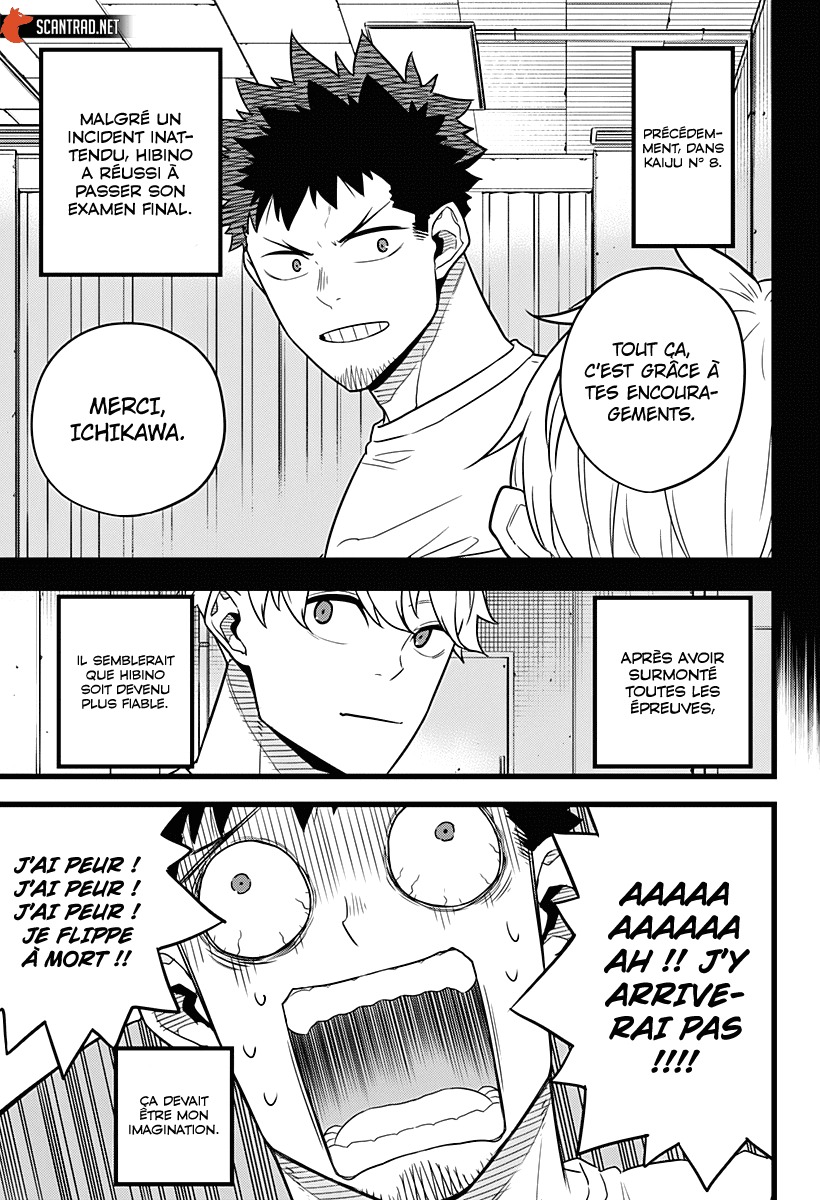 SCANTRAD.NET
PRÉCÉDEM-
MENT, DANS
KAIJU N° 8.
MALGRÉ UN
INCIDENT INAT-
TENDU, HIBINO
A RÉUSSI À
PASSER SON
EXAMEN FINAL.
TOUT ÇA,
C'EST GRÂCE À
TES ENCOURA-
GEMENTS.
MERCI,
ICHIKAWA.
APRÈS AVOIR
SURMONTÉ
TOUTES LES
ÉPREUVES,
IL SEMBLERAIT
QUE HIBINO
SOIT DEVENU
PLUS FIABLE.
AAAAA
AAAAAA
AH !! J'Y
ARRIVE-
RAI PAS
!!!!
J'AI PEUR !
J'AI PEUR !
J'AI PEUR !
JE FLIPPE
À MORT !!
ÇA DEVAIT
ÊTRE MON
IMAGINATION.